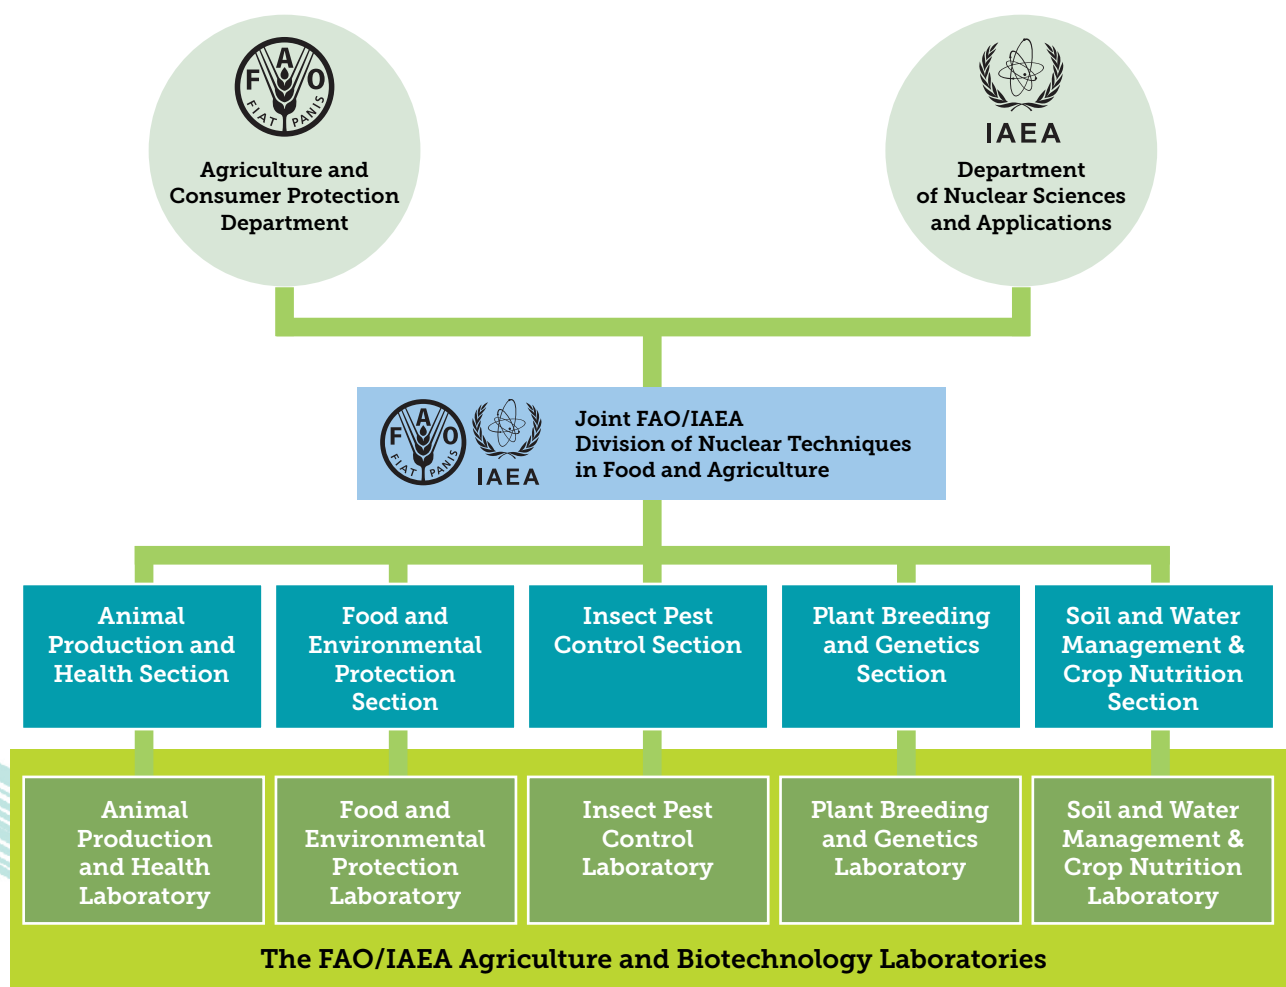 FAO
FIAT PANIS
Agriculture and
Consumer Protection
Department
IAEA
Department
of Nuclear Sciences
and Applications
FAO
FIAT PANIS
IAEA
Joint FAO/IAEA
Division of Nuclear Techniques
in Food and Agriculture
Animal
Production and
Health Section
Food and
Environmental
Protection
Section
Insect Pest
Control Section
Plant Breeding
and Genetics
Section
Soil and Water
Management &
Crop Nutrition
Section
Animal
Production
and Health
Laboratory
Food and
Environmental
Protection
Laboratory
Insect Pest
Control
Laboratory
Plant Breeding
and Genetics
Laboratory
Soil and Water
Management &
Crop Nutrition
Laboratory
The FAO/IAEA Agriculture and Biotechnology Laboratories